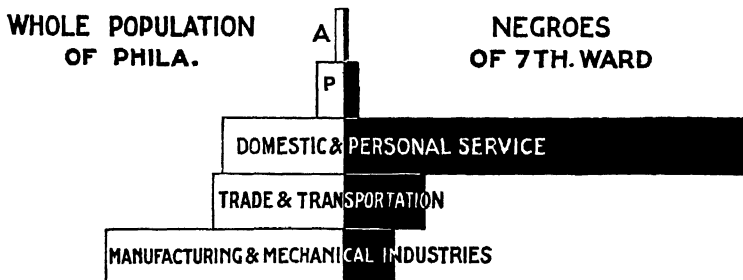 WHOLE POPULATION
OF PHILA.
NEGROES
OF 7TH. WARD
A
P
DOMESTIC & PERSONAL SERVICE
TRADE & TRANSPORTATION
MANUFACTURING & MECHANICAL INDUSTRIES